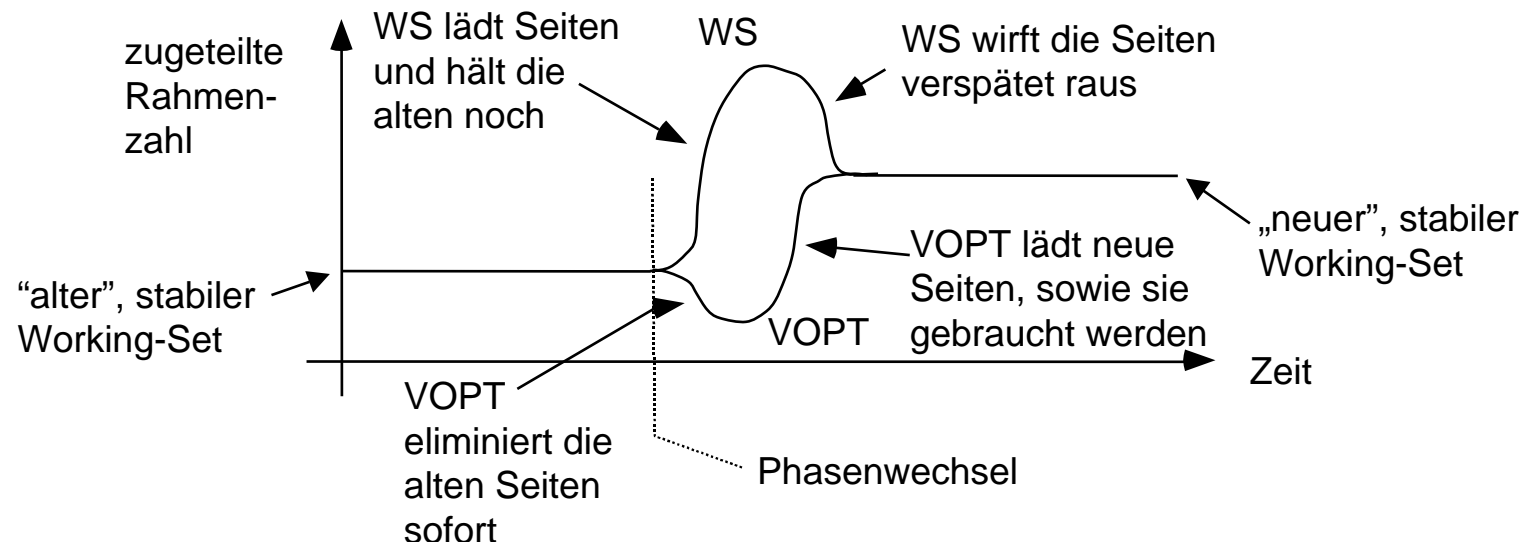 zugeteilte
Rahmen-
zahl
WS lädt Seiten
und hält die
alten noch
WS
WS wirft die Seiten
verspätet raus
„neuer”, stabiler
Working-Set
“alter”, stabiler
Working-Set
VOPT lädt neue
Seiten, sowie sie
gebraucht werden
VOPT
Zeit
VOPT
eliminiert die
alten Seiten
sofort
Phasenwechsel